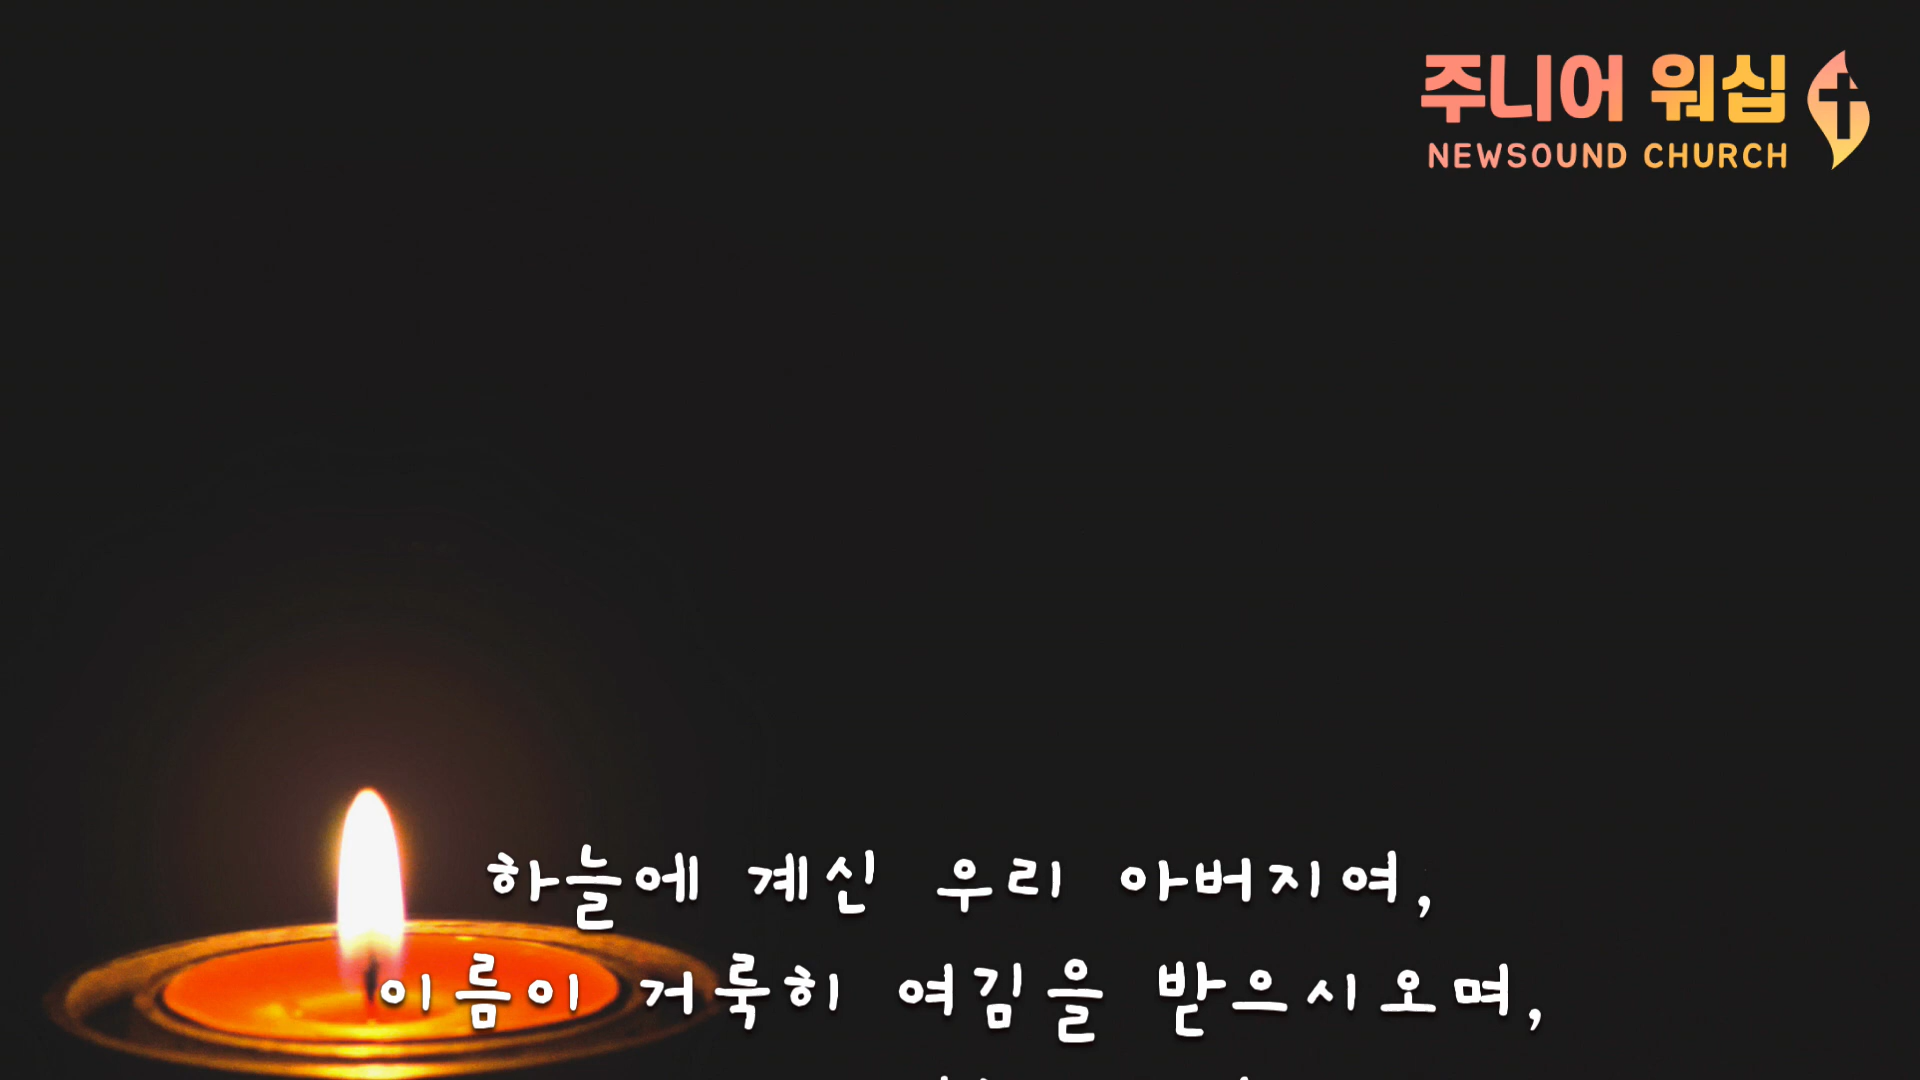 주니어 워십
NEWSOUND CHURCH
하늘에 계신 우리 아버지여,
이름이 거룩히 여김을 받으시오며,